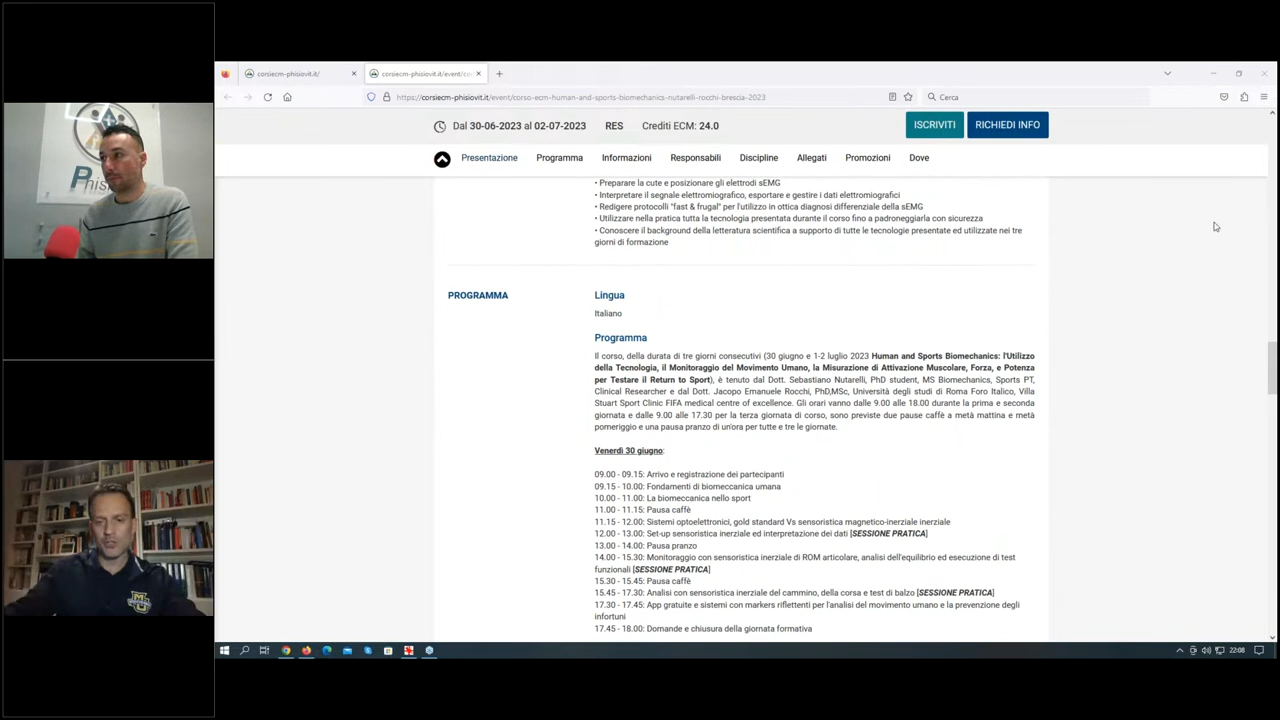 corsiecm-phisiovit.it/
corsiecm-phisiovit.it/event/cor
https://corsiecm-phisiovit.it/event/corso-ecm-human-and-sports-biomechanics-nutarelli-rocchi-brescia-2023
Cerca
Dal 30-06-2023 al 02-07-2023 RES Crediti ECM: 24.0
ISCRIVITI RICHIEDI INFO
Presentazione Programma Informazioni Responsabili Discipline Allegati Promozioni Dove
• Preparare la cute e posizionare gli elettrodi sEMG
• Interpretare il segnale elettromiografico, esportare e gestire i dati elettromiografici
• Redigere protocolli "fast & frugal" per l'utilizzo in ottica diagnosi differenziale della sEMG
• Utilizzare nella pratica tutta la tecnologia presentata durante il corso fino a padroneggiarla con sicurezza
• Conoscere il background della letteratura scientifica a supporto di tutte le tecnologie presentate ed utilizzate nei tre
giorni di formazione
PROGRAMMA
Lingua
Italiano
Programma
Il corso, della durata di tre giorni consecutivi (30 giugno e 1-2 luglio 2023 Human and Sports Biomechanics: l'Utilizzo
della Tecnologia, il Monitoraggio del Movimento Umano, la Misurazione di Attivazione Muscolare, Forza, e Potenza
per Testare il Return to Sport), è tenuto dal Dott. Sebastiano Nutarelli, PhD student, MS Biomechanics, Sports PT,
Clinical Researcher e dal Dott. Jacopo Emanuele Rocchi, PhD,MSc, Università degli studi di Roma Foro Italico, Villa
Stuart Sport Clinic FIFA medical centre of excellence. Gli orari vanno dalle 9.00 alle 18.00 durante la prima e seconda
giornata e dalle 9.00 alle 17.30 per la terza giornata di corso, sono previste due pause caffè a metà mattina e metà
pomeriggio e una pausa pranzo di un'ora per tutte e tre le giornate.
Venerdì 30 giugno:
09.00 - 09.15: Arrivo e registrazione dei partecipanti
09.15 - 10.00: Fondamenti di biomeccanica umana
10.00 - 11.00: La biomeccanica nello sport
11.00 - 11.15: Pausa caffè
11.15 - 12.00: Sistemi optoelettronici, gold standard Vs sensoristica magnetico-inerziale inerziale
12.00 - 13.00: Set-up sensoristica inerziale ed interpretazione dei dati [SESSIONE PRATICA]
13.00 - 14.00: Pausa pranzo
14.00 - 15.30: Monitoraggio con sensoristica inerziale di ROM articolare, analisi dell'equilibrio ed esecuzione di test
funzionali [SESSIONE PRATICA]
15.30 - 15.45: Pausa caffè
15.45 - 17.30: Analisi con sensoristica inerziale del cammino, della corsa e test di balzo [SESSIONE PRATICA]
17.30 - 17.45: App gratuite e sistemi con markers riflettenti per l'analisi del movimento umano e la prevenzione degli
infortuni
17.45 - 18.00: Domande e chiusura della giornata formativa
22:08